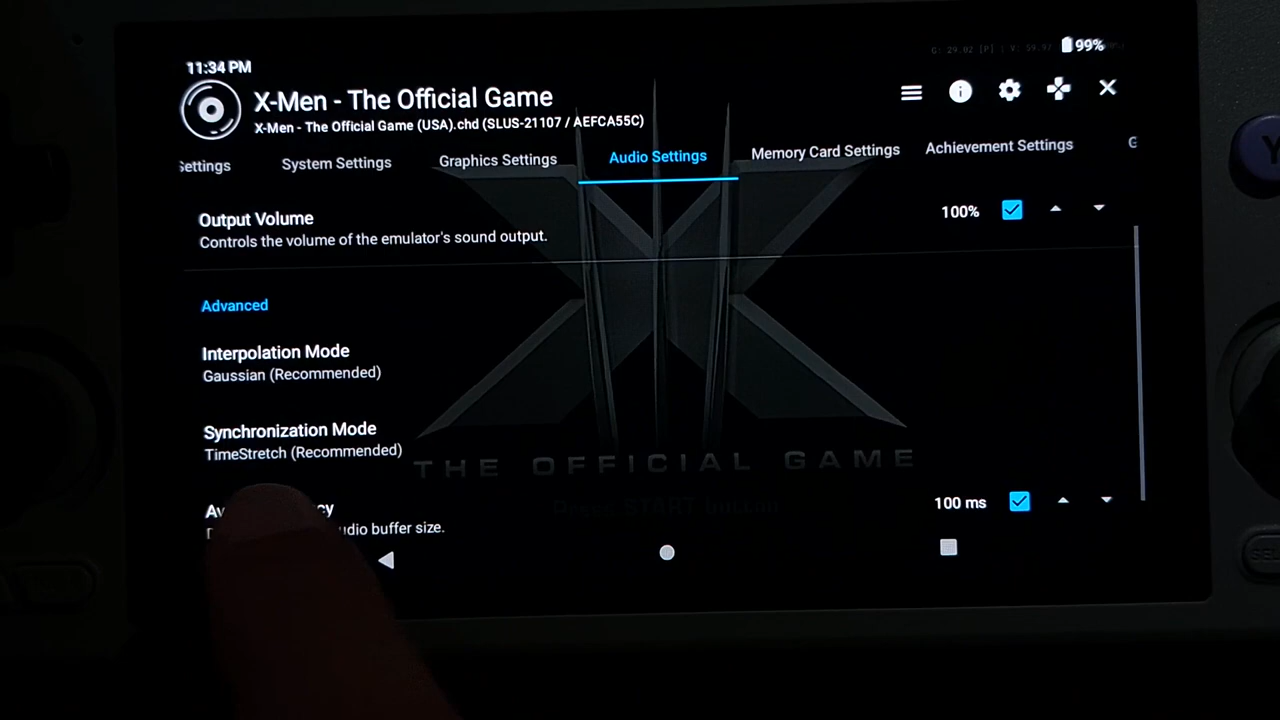 11:34 PM
99%
X-Men - The Official Game
X-Men - The Official Game (USA).chd (SLUS-21107 / AEFCA55C)
Settings System Settings Graphics Settings Audio Settings Memory Card Settings Achievement Settings G
Output Volume
100%
Controls the volume of the emulator's sound output.
Advanced
Interpolation Mode
Gaussian (Recommended)
Synchronization Mode
TimeStretch (Recommended)
THE OFFICIAL GAME
Press START button
100 ms
udio buffer size.
Y